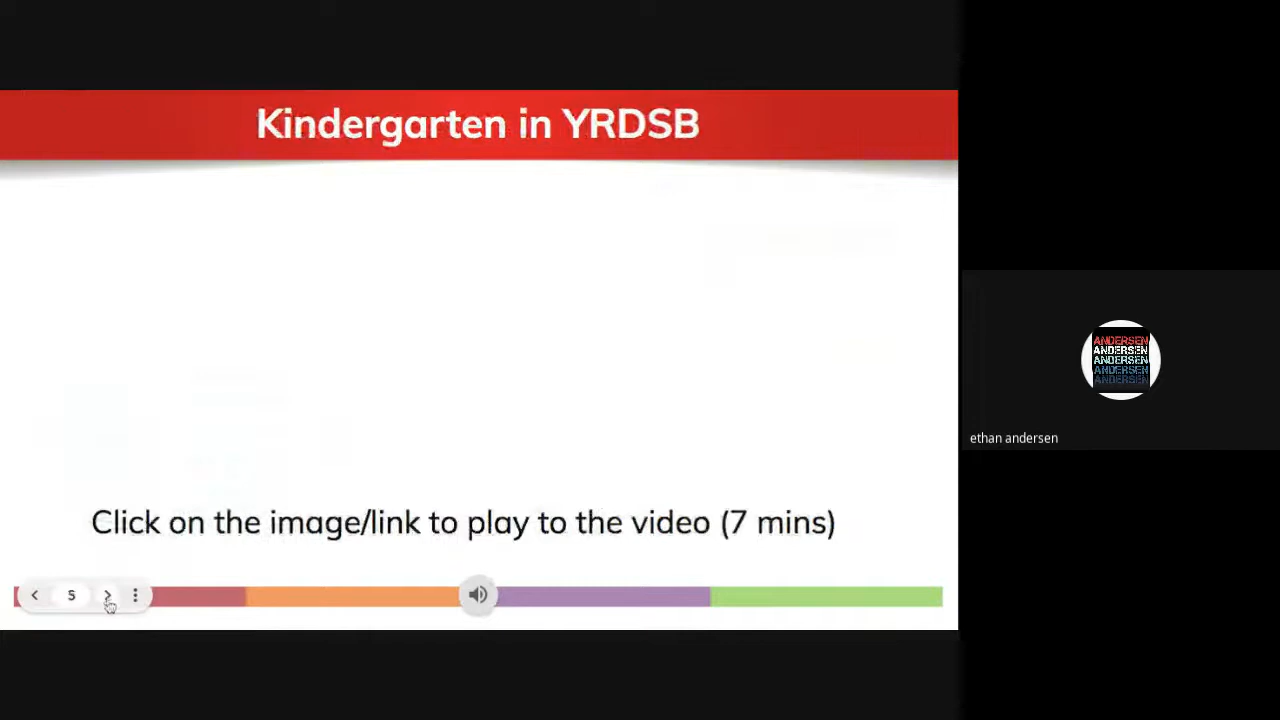 Kindergarten in YRDSB
Click on the image/link to play to the video (7 mins)
5
ANDERSEN
ANDERSEN
ANDERSEN
ANDERSEN
ANDERSEN
ethan andersen